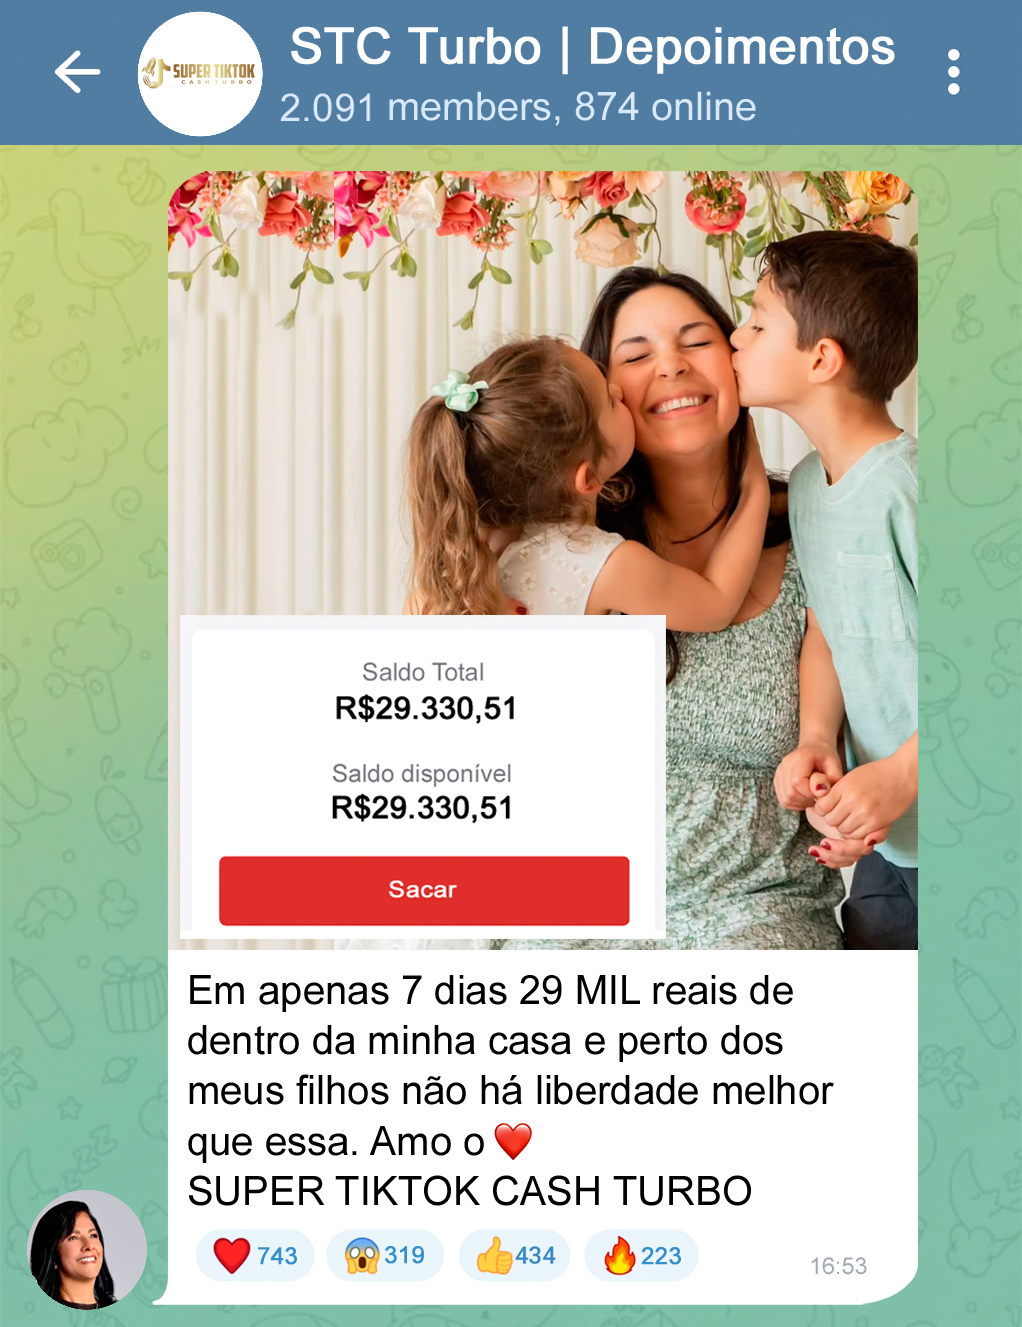 STC Turbo | Depoimentos
SUPER TIKTOK
CASH TURBO
2.091 members, 874 online
Saldo Total
R$29.330,51
Saldo disponível
R$29.330,51
Sacar
Em apenas 7 dias 29 MIL reais de
dentro da minha casa e perto dos
meus filhos não há liberdade melhor
que essa. Amo o ❤️
SUPER TIKTOK CASH TURBO
❤️ 743 😱 319 👍 434 🔥 223
16:53